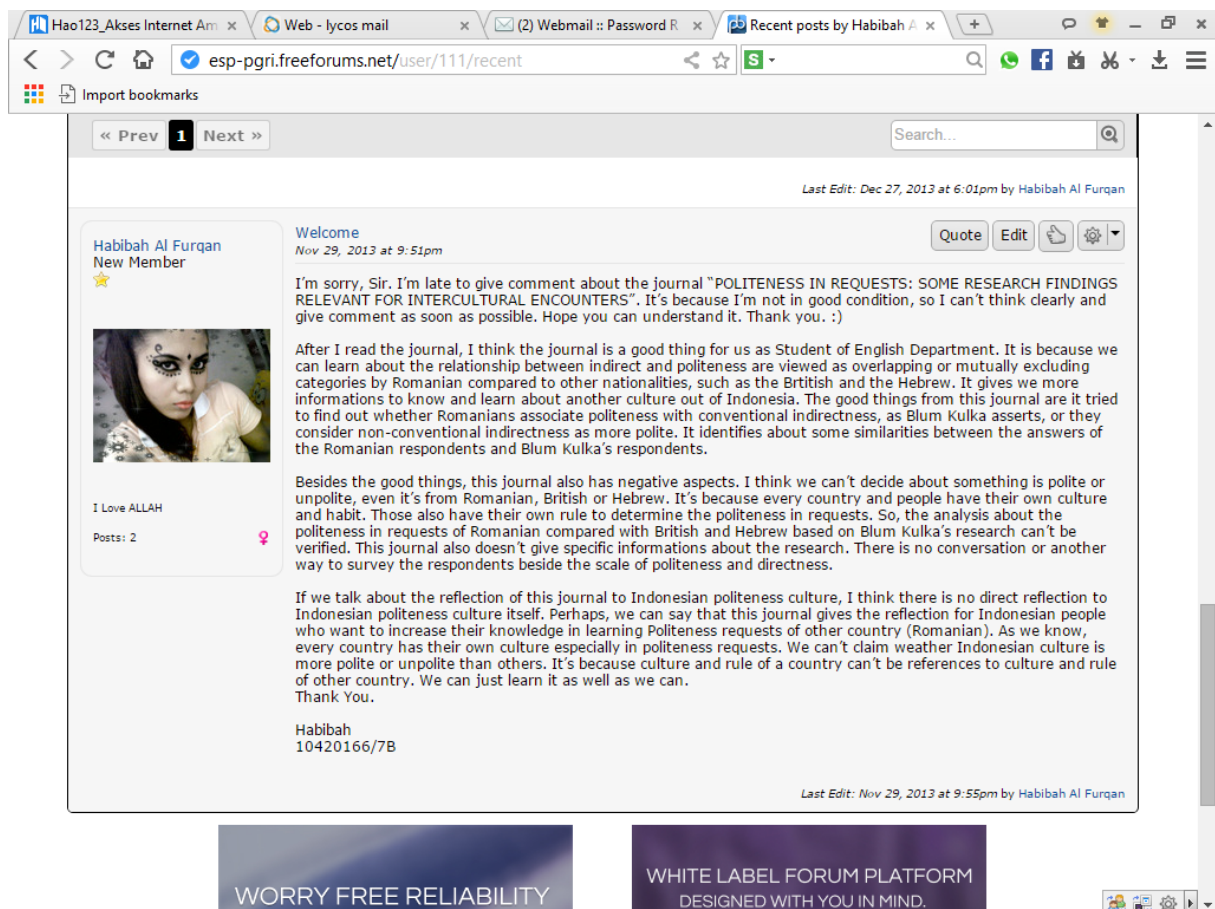 Hao123_Akses Internet Am
Web - lycos mail
(2) Webmail :: Password R
Recent posts by Habibah A
esp-pgri.freeforums.net/user/111/recent
S
Import bookmarks
« Prev 1 Next »
Search...
Last Edit: Dec 27, 2013 at 6:01pm by Habibah Al Furqan
Habibah Al Furqan
New Member
I Love ALLAH
Posts: 2
Welcome
Nov 29, 2013 at 9:51pm
Quote Edit
I'm sorry, Sir. I'm late to give comment about the journal “POLITENESS IN REQUESTS: SOME RESEARCH FINDINGS
RELEVANT FOR INTERCULTURAL ENCOUNTERS”. It's because I'm not in good condition, so I can't think clearly and
give comment as soon as possible. Hope you can understand it. Thank you. :)
After I read the journal, I think the journal is a good thing for us as Student of English Department. It is because we
can learn about the relationship between indirect and politeness are viewed as overlapping or mutually excluding
categories by Romanian compared to other nationalities, such as the Brtitish and the Hebrew. It gives we more
informations to know and learn about another culture out of Indonesia. The good things from this journal are it tried
to find out whether Romanians associate politeness with conventional indirectness, as Blum Kulka asserts, or they
consider non-conventional indirectness as more polite. It identifies about some similarities between the answers of
the Romanian respondents and Blum Kulka's respondents.
Besides the good things, this journal also has negative aspects. I think we can't decide about something is polite or
unpolite, even it's from Romanian, British or Hebrew. It's because every country and people have their own culture
and habit. Those also have their own rule to determine the politeness in requests. So, the analysis about the
politeness in requests of Romanian compared with British and Hebrew based on Blum Kulka's research can't be
verified. This journal also doesn't give specific informations about the research. There is no conversation or another
way to survey the respondents beside the scale of politeness and directness.
If we talk about the reflection of this journal to Indonesian politeness culture, I think there is no direct reflection to
Indonesian politeness culture itself. Perhaps, we can say that this journal gives the reflection for Indonesian people
who want to increase their knowledge in learning Politeness requests of other country (Romanian). As we know,
every country has their own culture especially in politeness requests. We can't claim weather Indonesian culture is
more polite or unpolite than others. It's because culture and rule of a country can't be references to culture and rule
of other country. We can just learn it as well as we can.
Thank You.
Habibah
10420166/7B
Last Edit: Nov 29, 2013 at 9:55pm by Habibah Al Furqan
WORRY FREE RELIABILITY
WHITE LABEL FORUM PLATFORM
DESIGNED WITH YOU IN MIND.